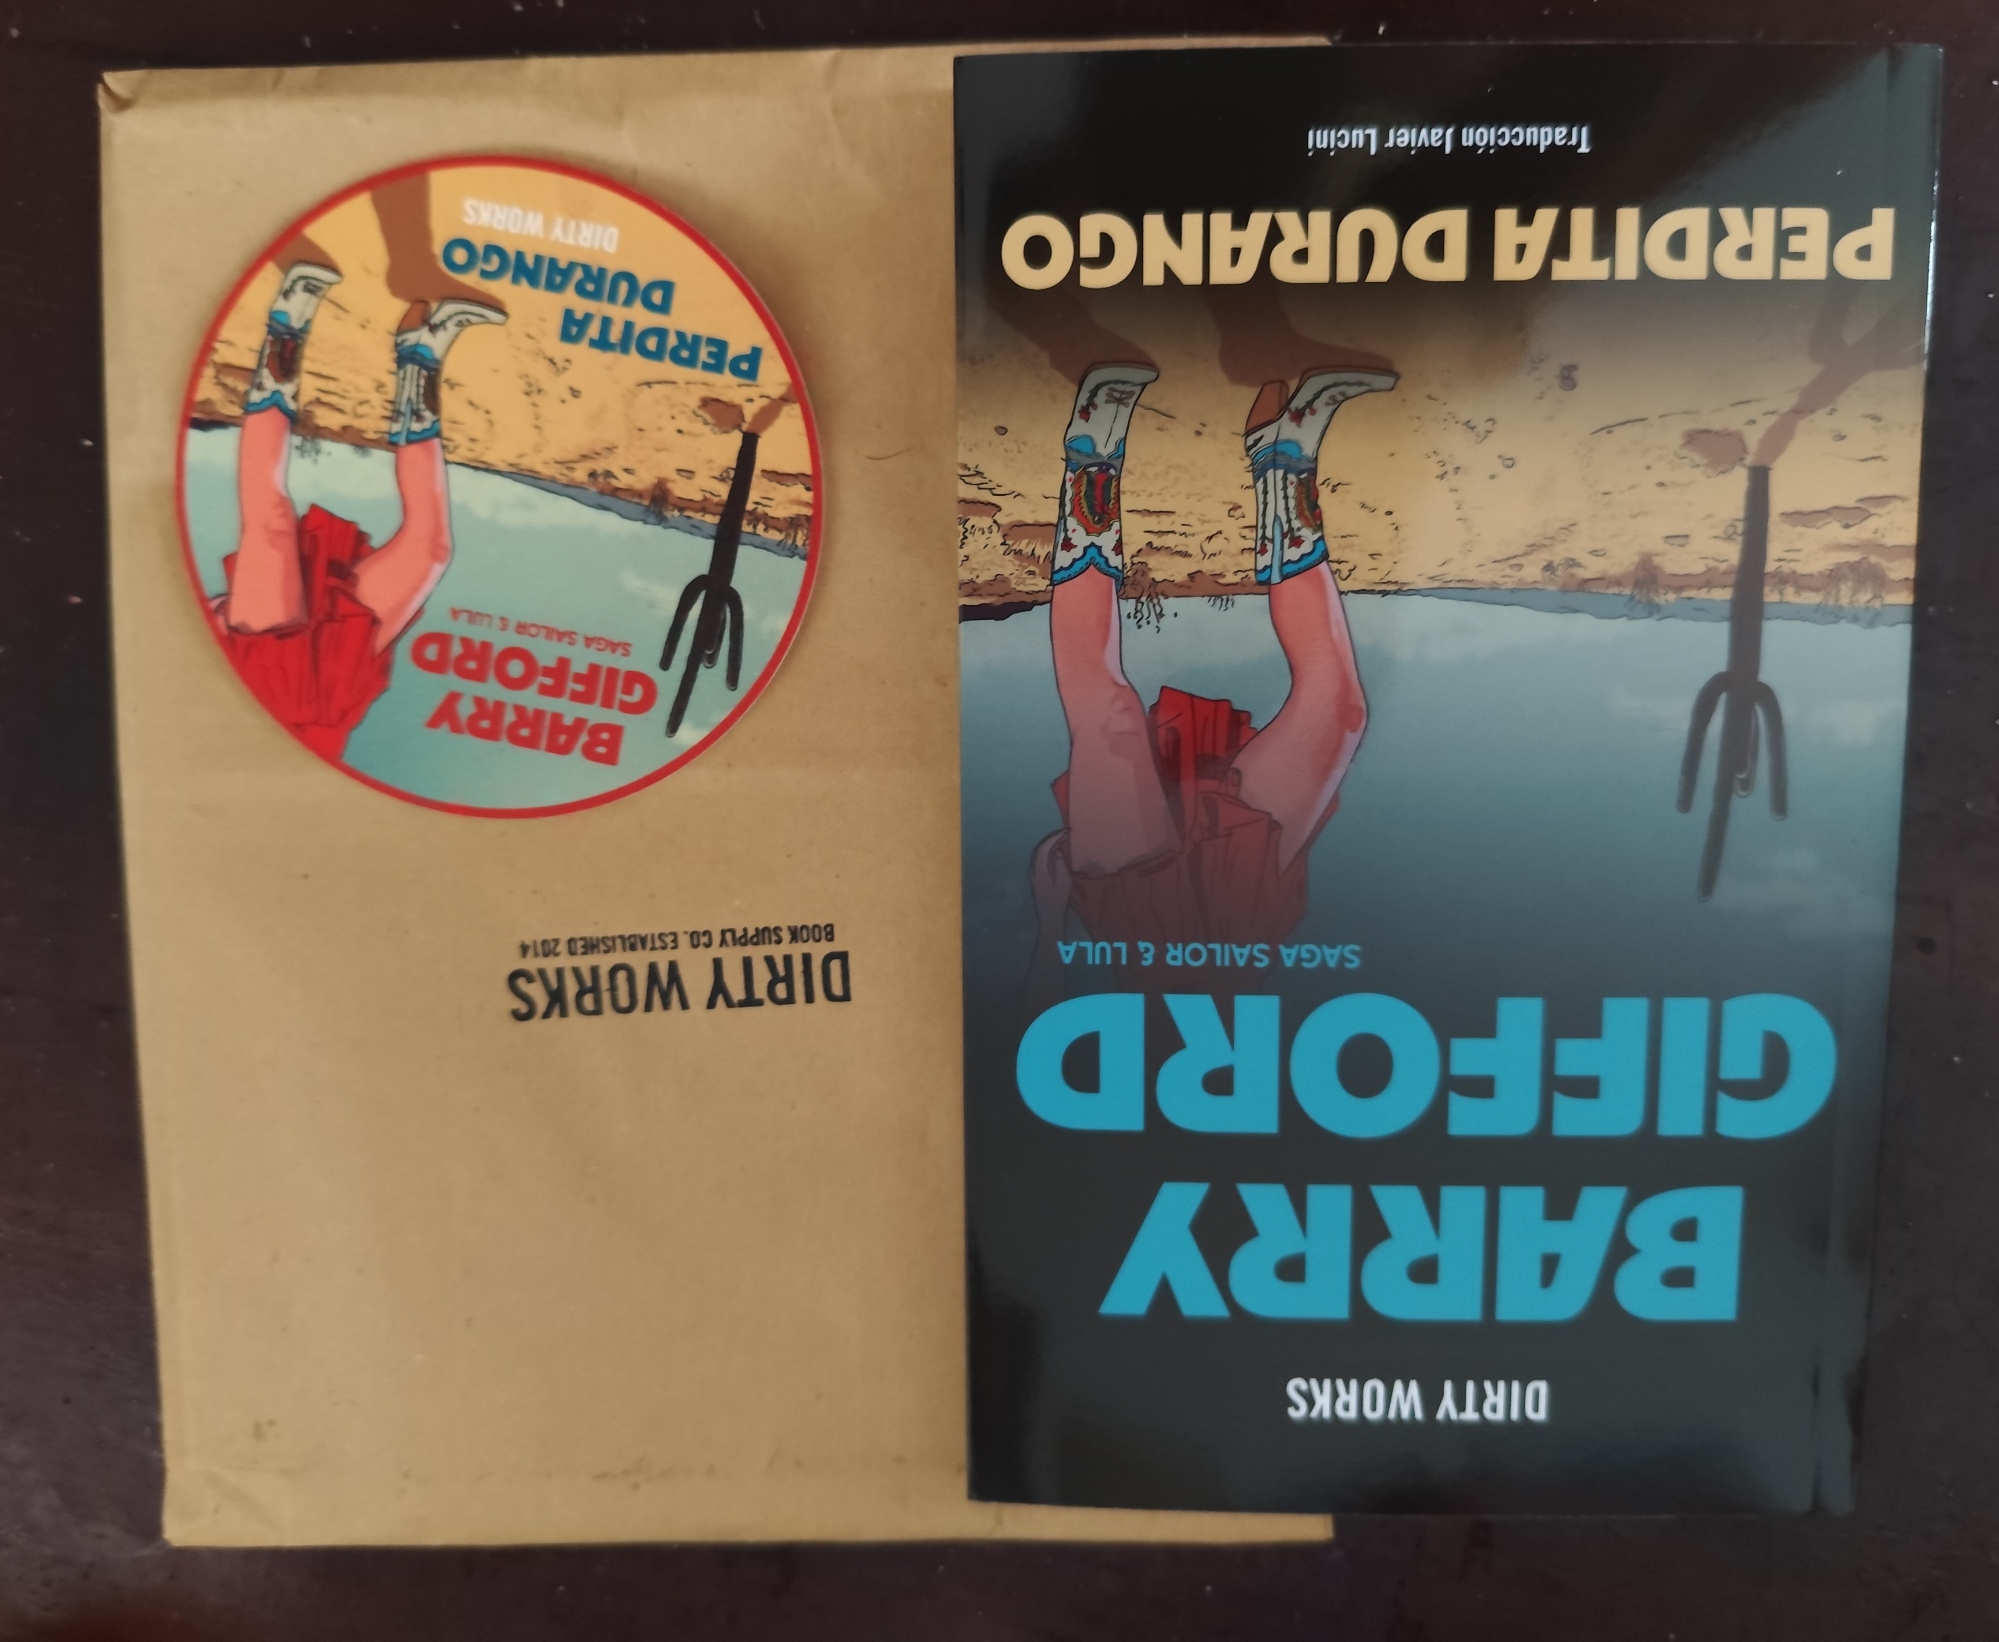 DIRTY WORKS
BARRY
GIFFORD
SAGA SAILOR & LULA
PERDITA DURANGO
Traducción Javier Lucini
DIRTY WORKS
BOOK SUPPLY CO. ESTABLISHED 2014
BARRY
GIFFORD
SAGA SAILOR & LULA
PERDITA
DURANGO
DIRTY WORKS